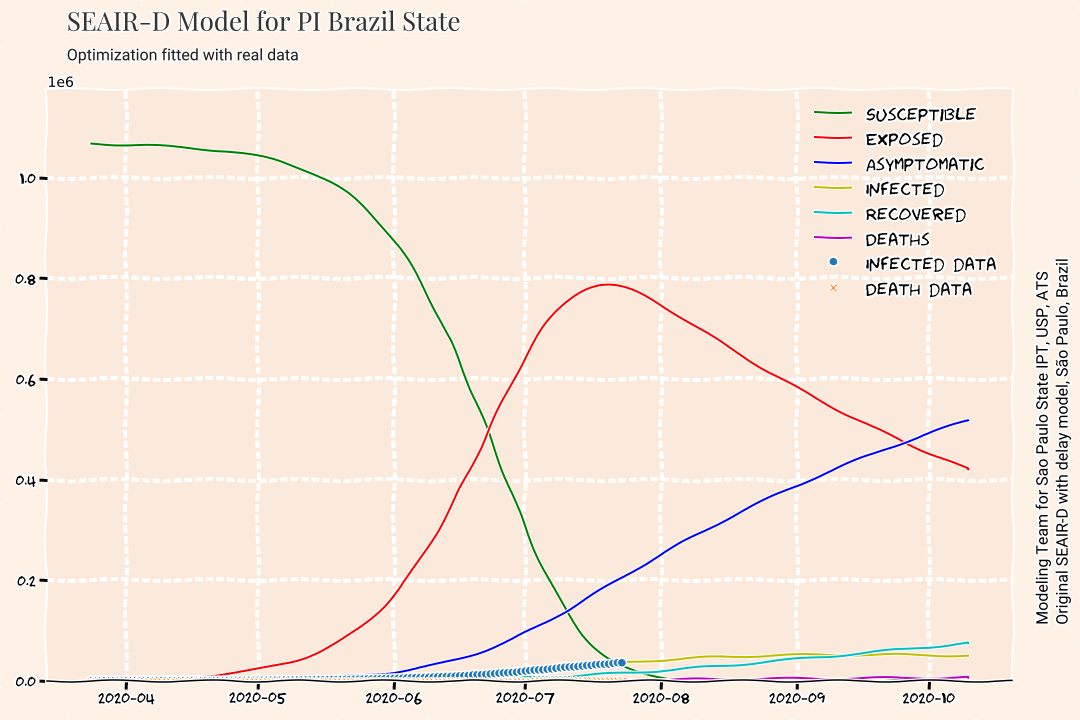 SEAIR-D Model for PI Brazil State
Optimization fitted with real data
1e6
SUSCEPTIBLE
EXPOSED
ASYMPTOMATIC
INFECTED
RECOVERED
DEATHS
INFECTED DATA
DEATH DATA
1.0
0.8
0.6
0.4
0.2
0.0
2020-04 2020-05 2020-06 2020-07 2020-08 2020-09 2020-10
Modeling Team for Sao Paulo State IPT, USP, ATS
Original SEAIR-D with delay model, São Paulo, Brazil